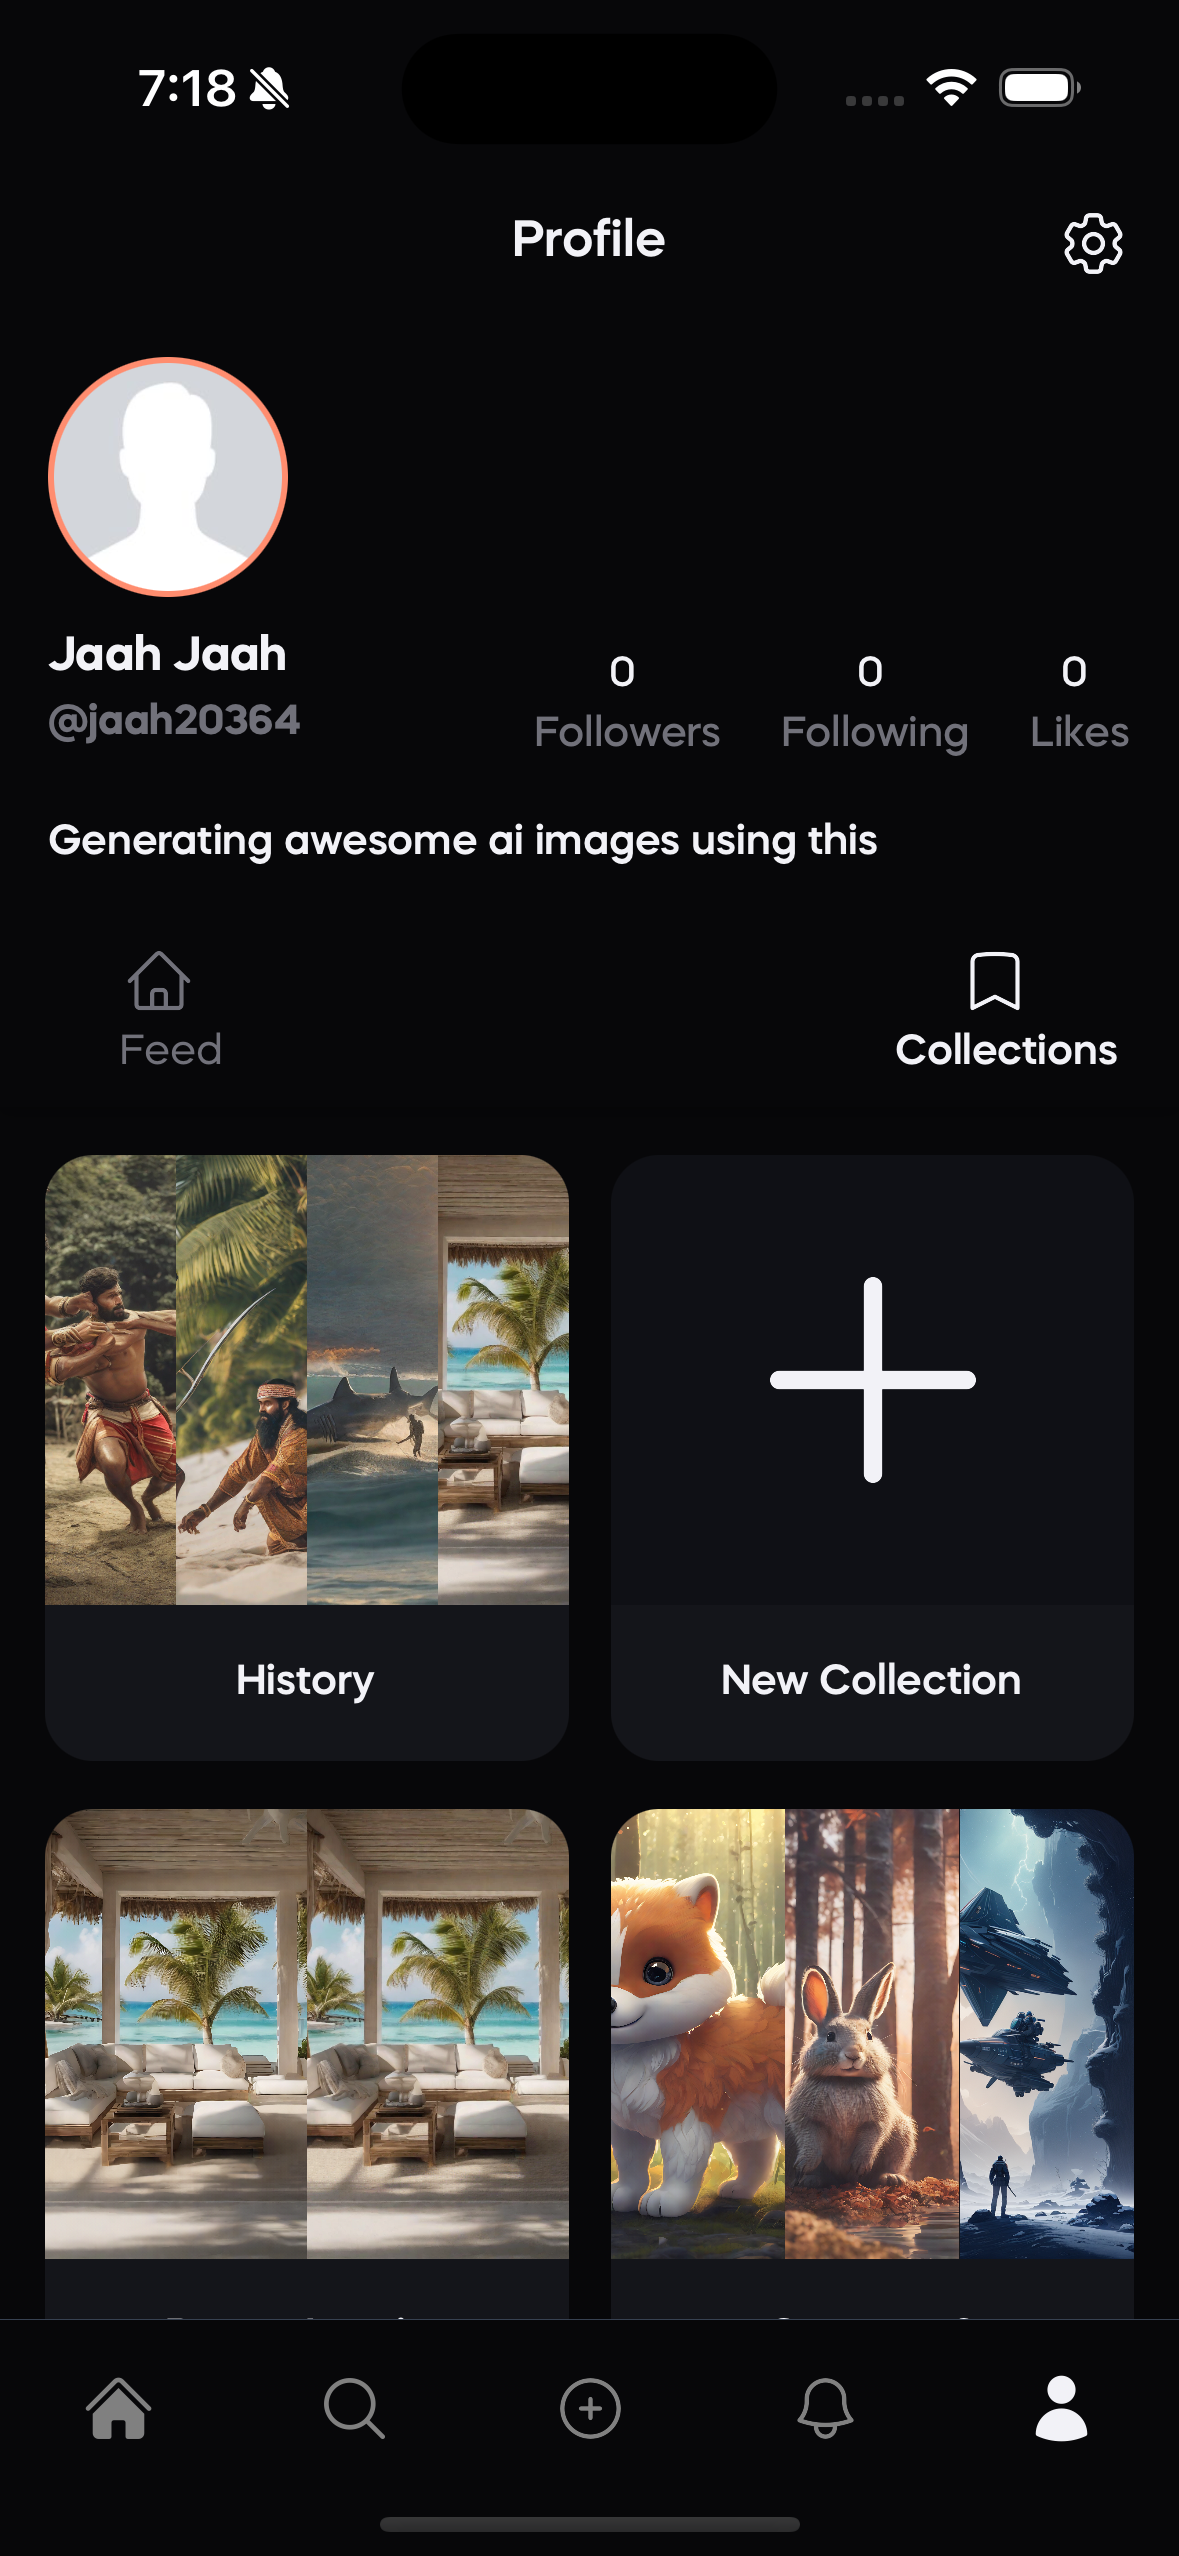 7:18
Profile
Jaah Jaah
@jaah20364
0 0 0
Followers Following Likes
Generating awesome ai images using this
Feed Collections
History New Collection